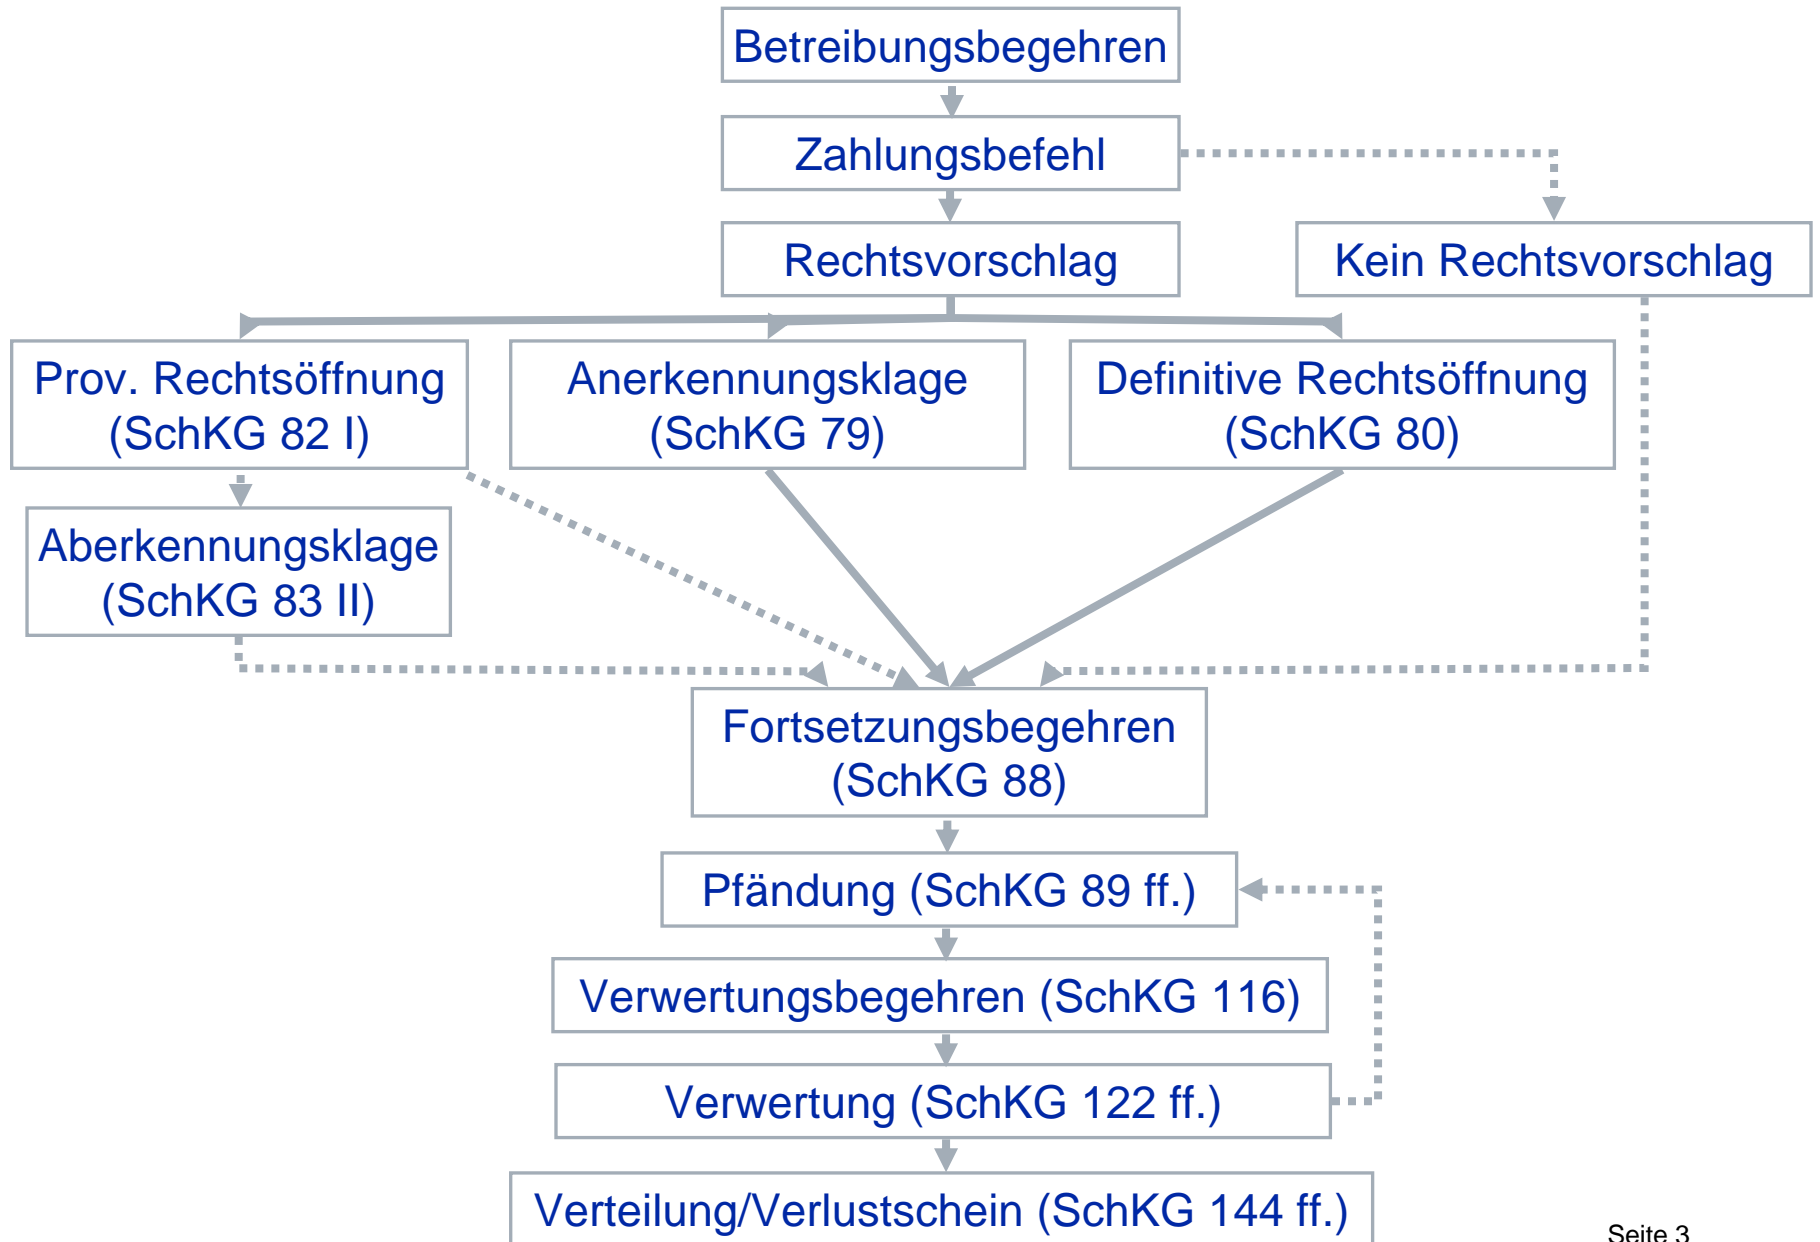 Betreibungsbegehren
Zahlungsbefehl
Rechtsvorschlag
Kein Rechtsvorschlag
Prov. Rechtsöffnung
(SchKG 82 I)
Anerkennungsklage
(SchKG 79)
Definitive Rechtsöffnung
(SchKG 80)
Aberkennungsklage
(SchKG 83 II)
Fortsetzungsbegehren
(SchKG 88)
Pfändung (SchKG 89 ff.)
Verwertungsbegehren (SchKG 116)
Verwertung (SchKG 122 ff.)
Verteilung/Verlustschein (SchKG 144 ff.)
Seite 3